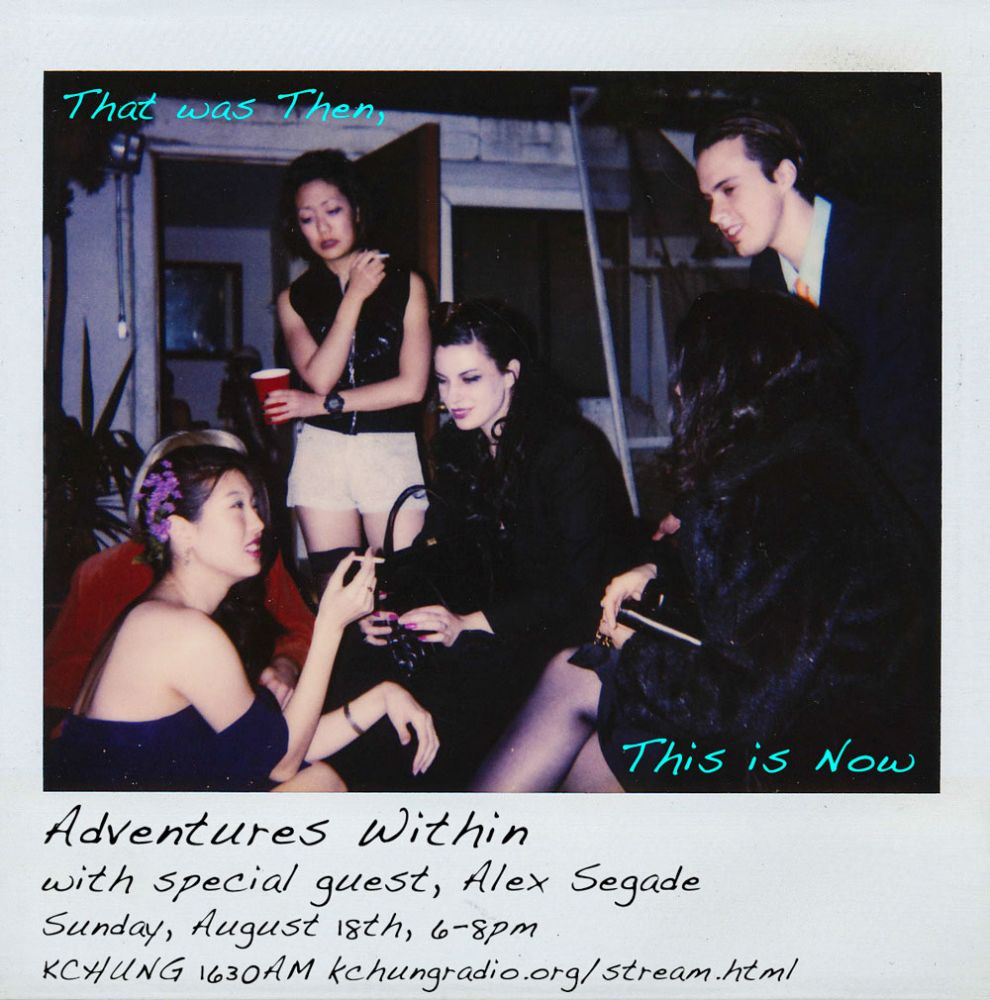 That was Then,
This is Now
Adventures Within
with special guest, Alex Segade
Sunday, August 18th, 6-8pm
KCHUNG 1630AM kchungradio.org/stream.html